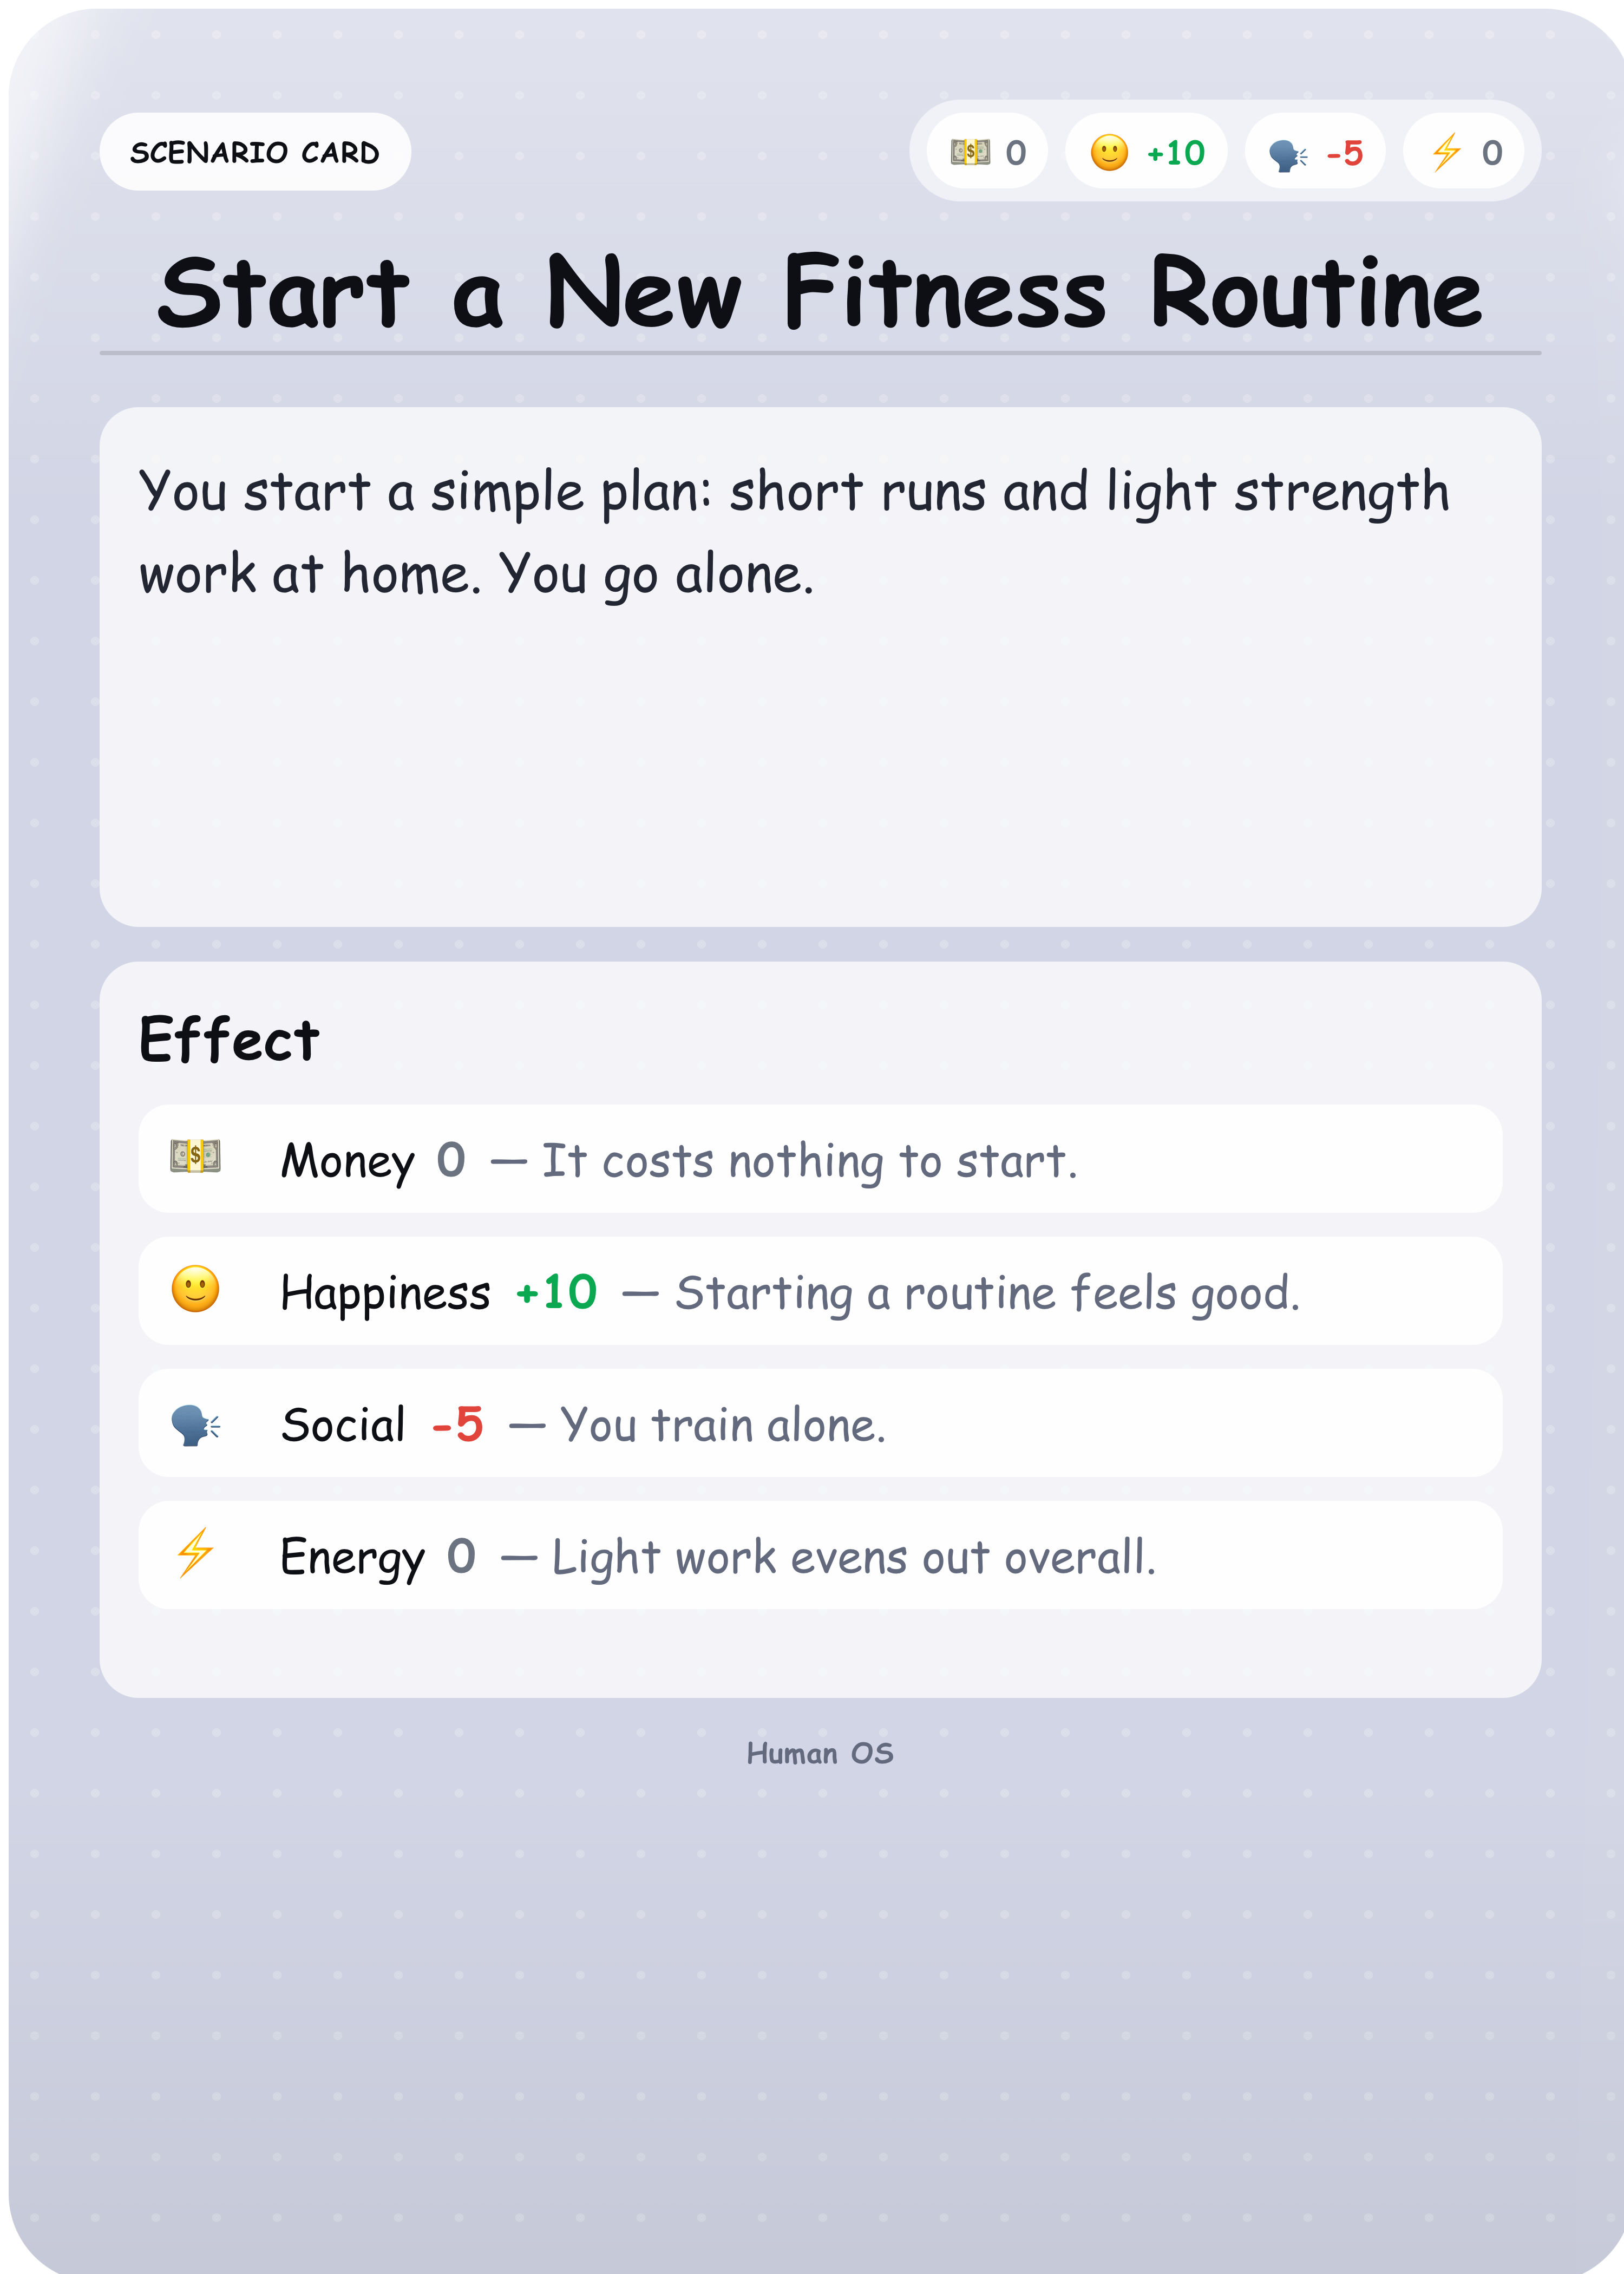 SCENARIO CARD
💵 0 🙂 +10 🗣 -5 ⚡ 0
Start a New Fitness Routine
You start a simple plan: short runs and light strength
work at home. You go alone.
Effect
💵 Money 0 — It costs nothing to start.
🙂 Happiness +10 — Starting a routine feels good.
🗣 Social -5 — You train alone.
⚡ Energy 0 — Light work evens out overall.
Human OS